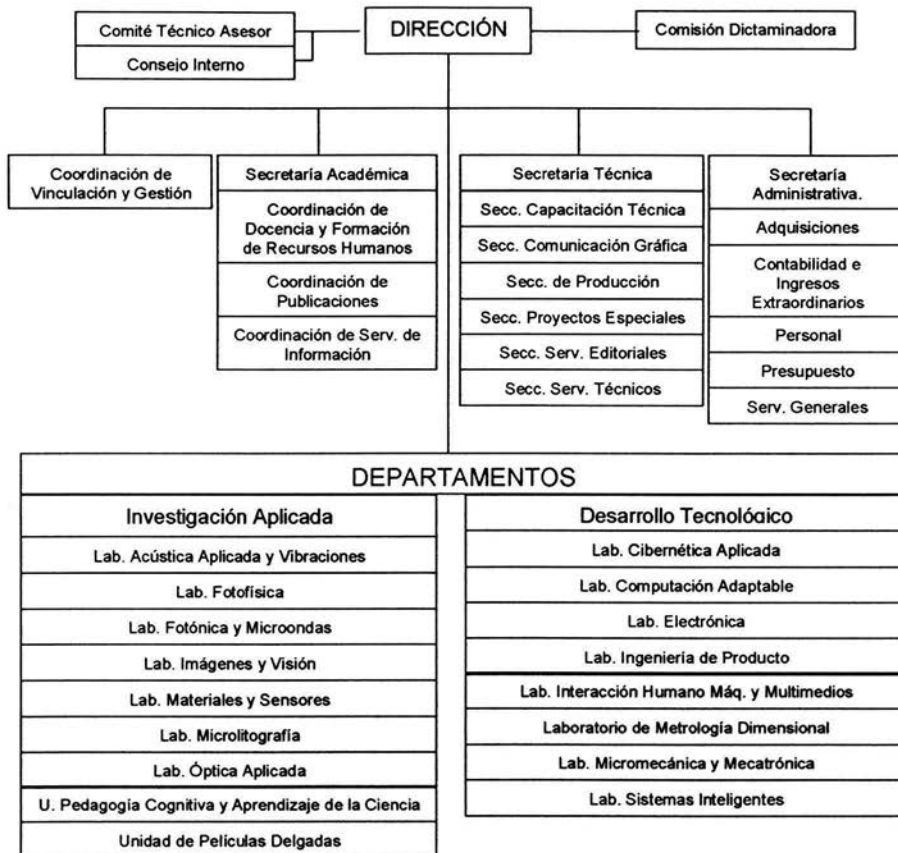 Comité Técnico Asesor
Consejo Interno
DIRECCIÓN
Comisión Dictaminadora
Coordinación de
Vinculación y Gestión
Secretaría Académica
Coordinación de
Docencia y Formación
de Recursos Humanos
Coordinación de
Publicaciones
Coordinación de Serv. de
Información
Secretaría Técnica
Secc. Capacitación Técnica
Secc. Comunicación Gráfica
Secc. de Producción
Secc. Proyectos Especiales
Secc. Serv. Editoriales
Secc. Serv. Técnicos
Secretaría
Administrativa.
Adquisiciones
Contabilidad e
Ingresos
Extraordinarios
Personal
Presupuesto
Serv. Generales
DEPARTAMENTOS
Investigación Aplicada
Lab. Acústica Aplicada y Vibraciones
Lab. Fotofísica
Lab. Fotónica y Microondas
Lab. Imágenes y Visión
Lab. Materiales y Sensores
Lab. Microlitografía
Lab. Óptica Aplicada
U. Pedagogía Cognitiva y Aprendizaje de la Ciencia
Unidad de Películas Delgadas
Desarrollo Tecnológico
Lab. Cibernética Aplicada
Lab. Computación Adaptable
Lab. Electrónica
Lab. Ingeniería de Producto
Lab. Interacción Humano Máq. y Multimedios
Laboratorio de Metrología Dimensional
Lab. Micromecánica y Mecatrónica
Lab. Sistemas Inteligentes